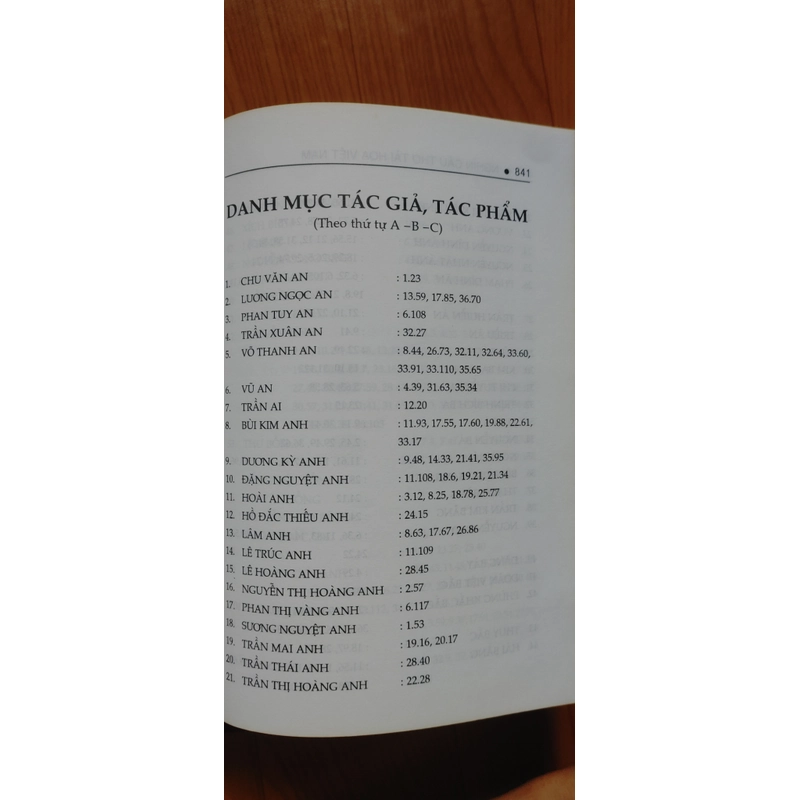 • 841
DANH MỤC TÁC GIẢ, TÁC PHẨM
(Theo thứ tự A –B –C)
1. CHU VĂN AN : 1.23
2. LƯƠNG NGỌC AN : 13.59, 17.85, 36.70
3. PHAN TUY AN : 6.108
4. TRẦN XUÂN AN : 32.27
5. VÕ THANH AN : 8.44, 26.73, 32.11, 32.64, 33.60,
33.91, 33.110, 35.65
6. VŨ AN : 4.39, 31.63, 35.34
7. TRẦN AI : 12.20
8. BÙI KIM ANH : 11.93, 17.55, 17.60, 19.88, 22.61,
33.17
9. DƯƠNG KỲ ANH : 9.48, 14.33, 21.41, 35.95
10. ĐẶNG NGUYỆT ANH : 11.108, 18.6, 19.21, 21.34
11. HOÀI ANH : 3.12, 8.25, 18.78, 25.77
12. HỒ ĐẮC THIẾU ANH : 24.15
13. LÂM ANH : 8.63, 17.67, 26.86
14. LÊ TRÚC ANH : 11.109
15. LÊ HOÀNG ANH : 28.45
16. NGUYỄN THỊ HOÀNG ANH : 2.57
17. PHAN THỊ VÀNG ANH : 6.117
18. SƯƠNG NGUYỆT ANH : 1.53
19. TRẦN MAI ANH : 19.16, 20.17
20. TRẦN THÁI ANH : 28.40
21. TRẦN THỊ HOÀNG ANH : 22.28